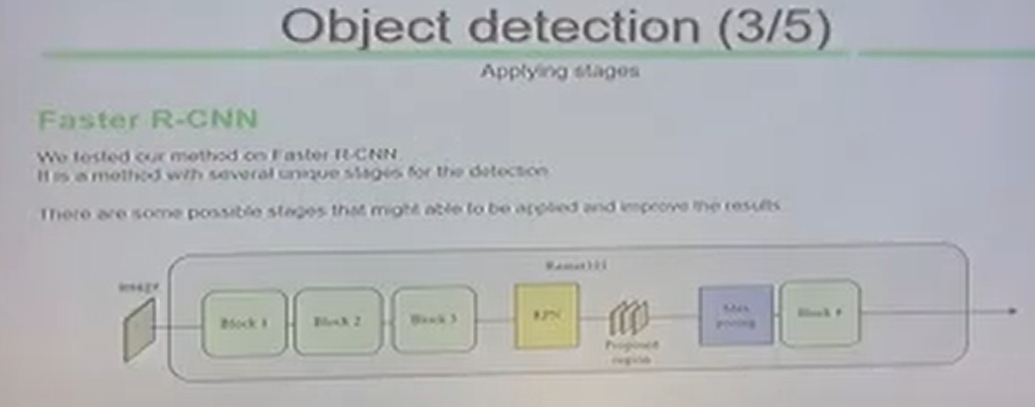 Object detection (3/5)
Applying stages
Faster R-CNN
We tested our method on Faster R-CNN
It is a method with several unique stages for the detection
There are some possible stages that might able to be applied and improve the results
image
Block 1
Block 2
Block 3
RPN
Proposed
region
Max
pooling
Block 4